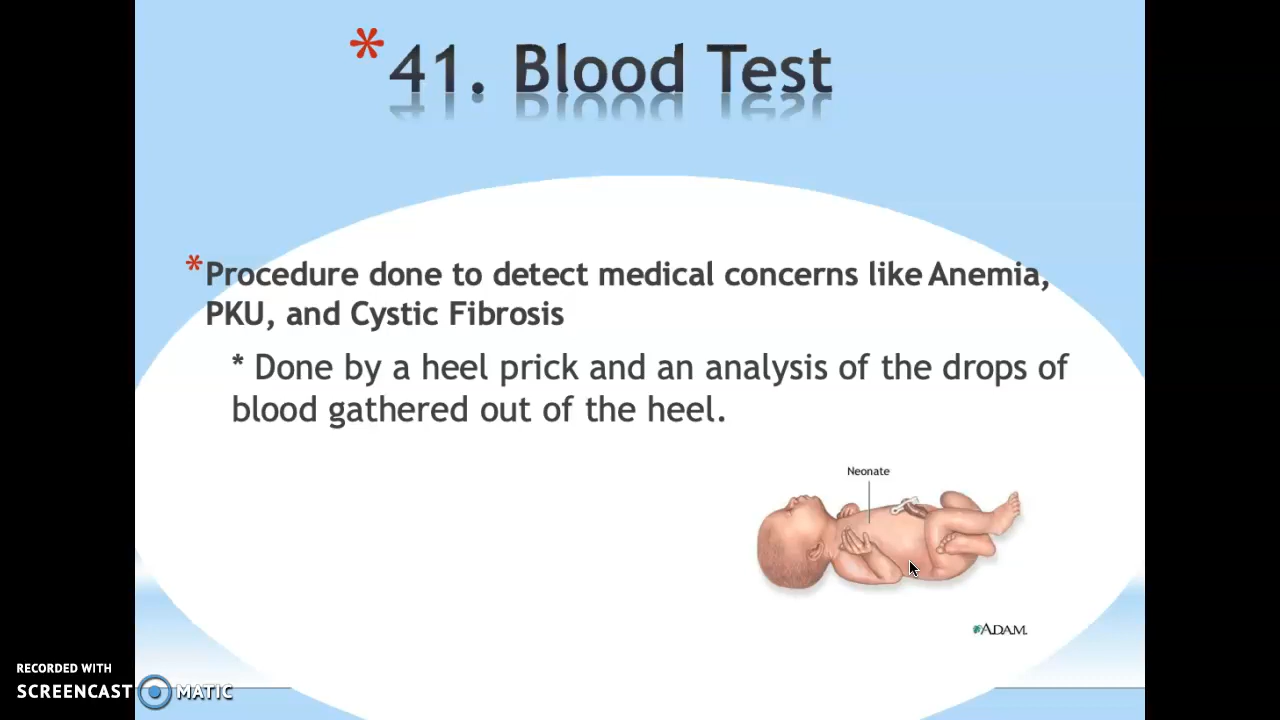 *41. Blood Test
*Procedure done to detect medical concerns like Anemia,
PKU, and Cystic Fibrosis
* Done by a heel prick and an analysis of the drops of
blood gathered out of the heel.
Neonate
ADAM.
RECORDED WITH
SCREENCAST MATIC